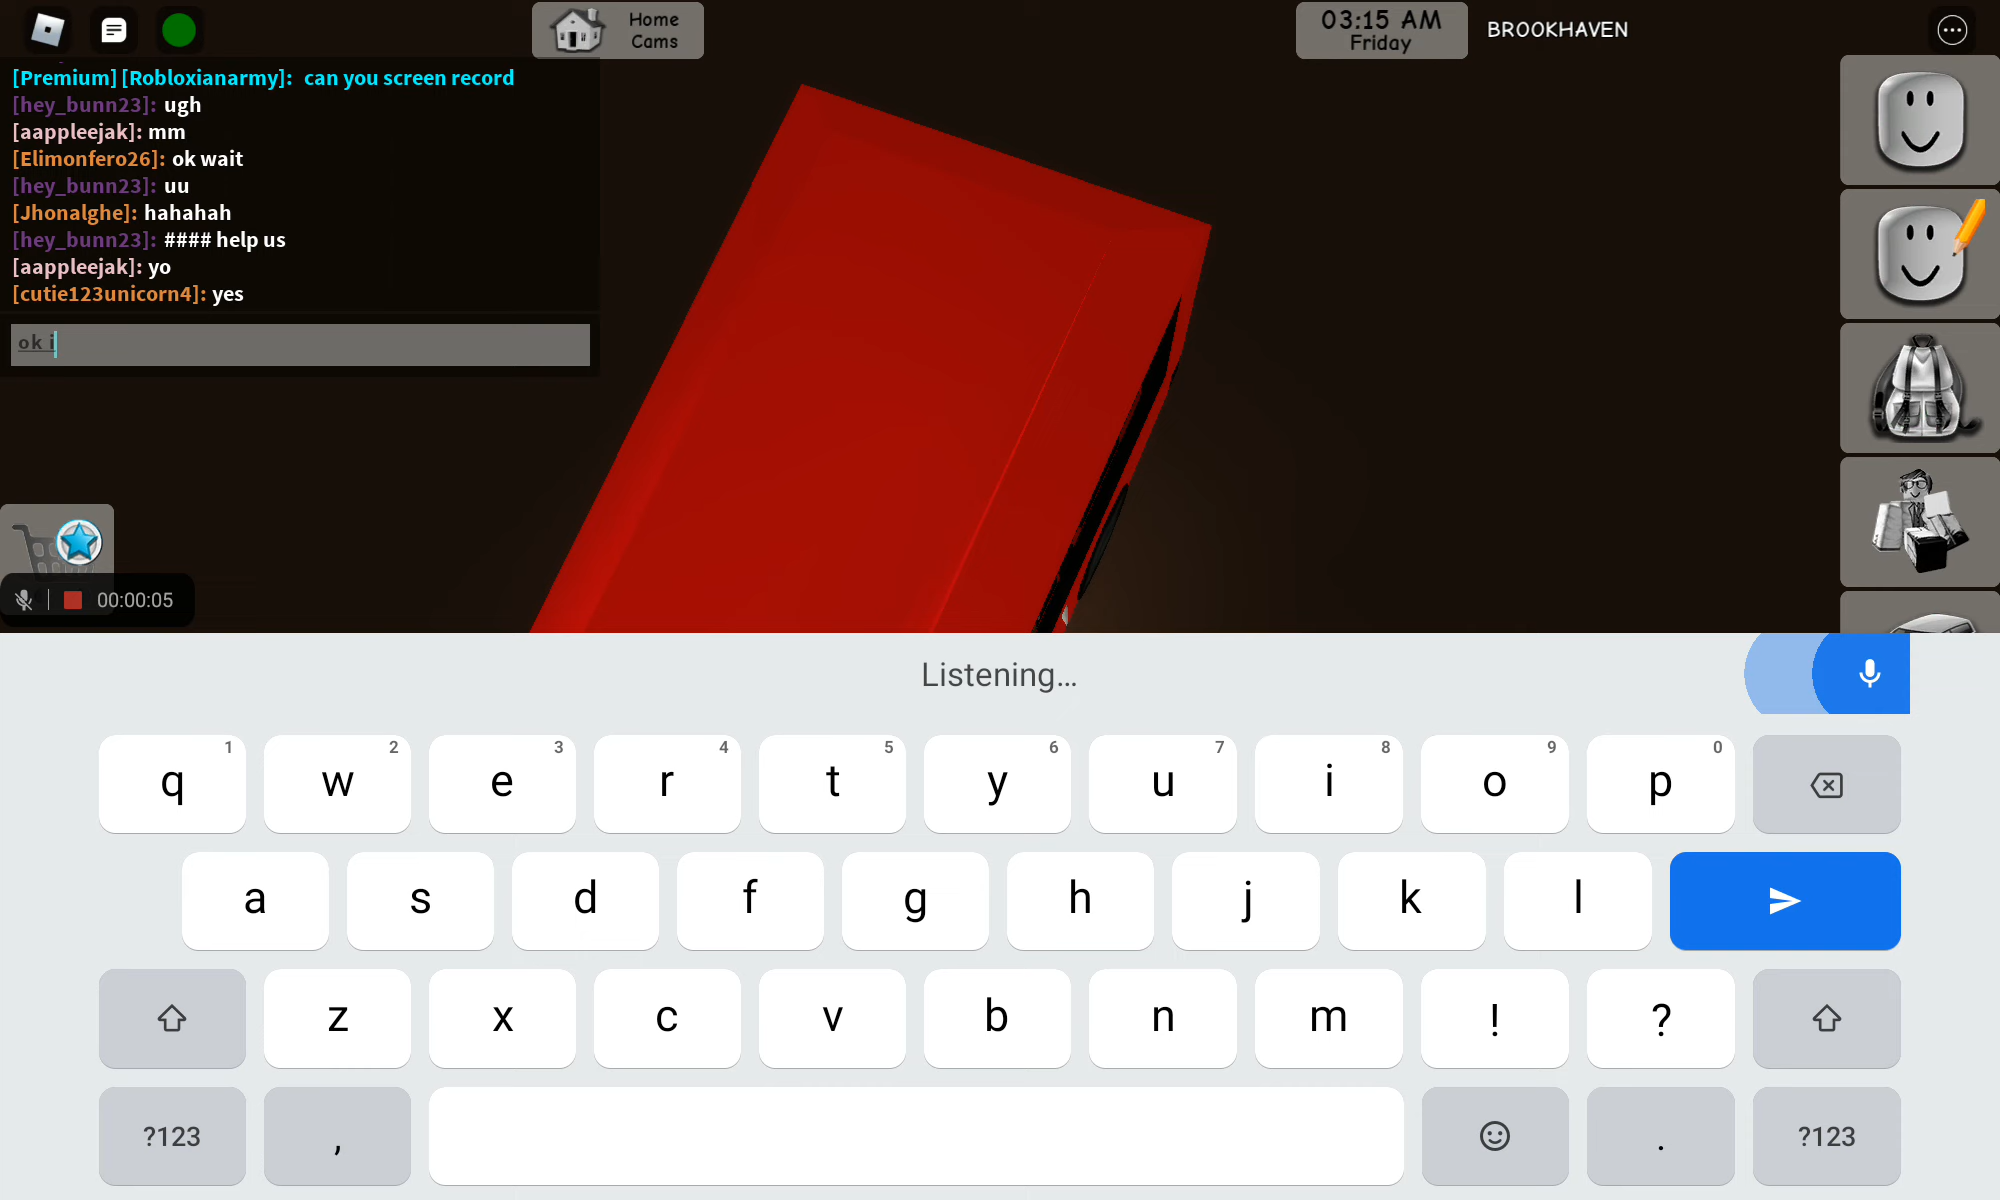 Home
Cams
03:15 AM
Friday
BROOKHAVEN
[Premium] [Robloxianarmy]: can you screen record
[hey_bunn23]: ugh
[aappleejak]: mm
[Elimonfero26]: ok wait
[hey_bunn23]: uu
[Jhonalghe]: hahahah
[hey_bunn23]: #### help us
[aappleejak]: yo
[cutie123unicorn4]: yes
ok i
00:00:05
Listening...
q 1 w 2 e 3 r 4 t 5 y 6 u 7 i 8 o 9 p 0
a s d f g h j k l
z x c v b n m ! ?
?123 , . ?123